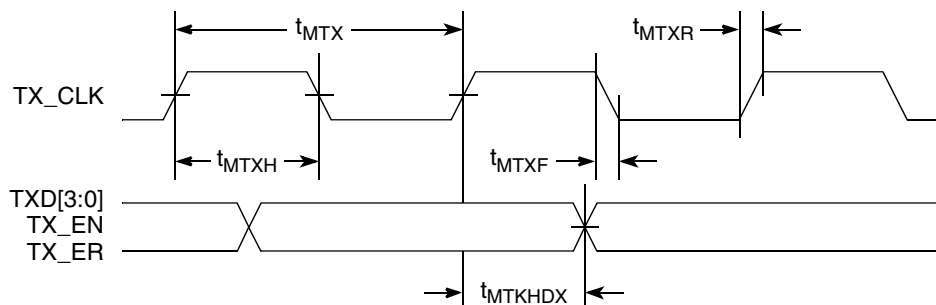 tMTX
tMTXR
TX_CLK
tMTXH
tMTXF
TXD[3:0]
TX_EN
TX_ER
tMTKHDX